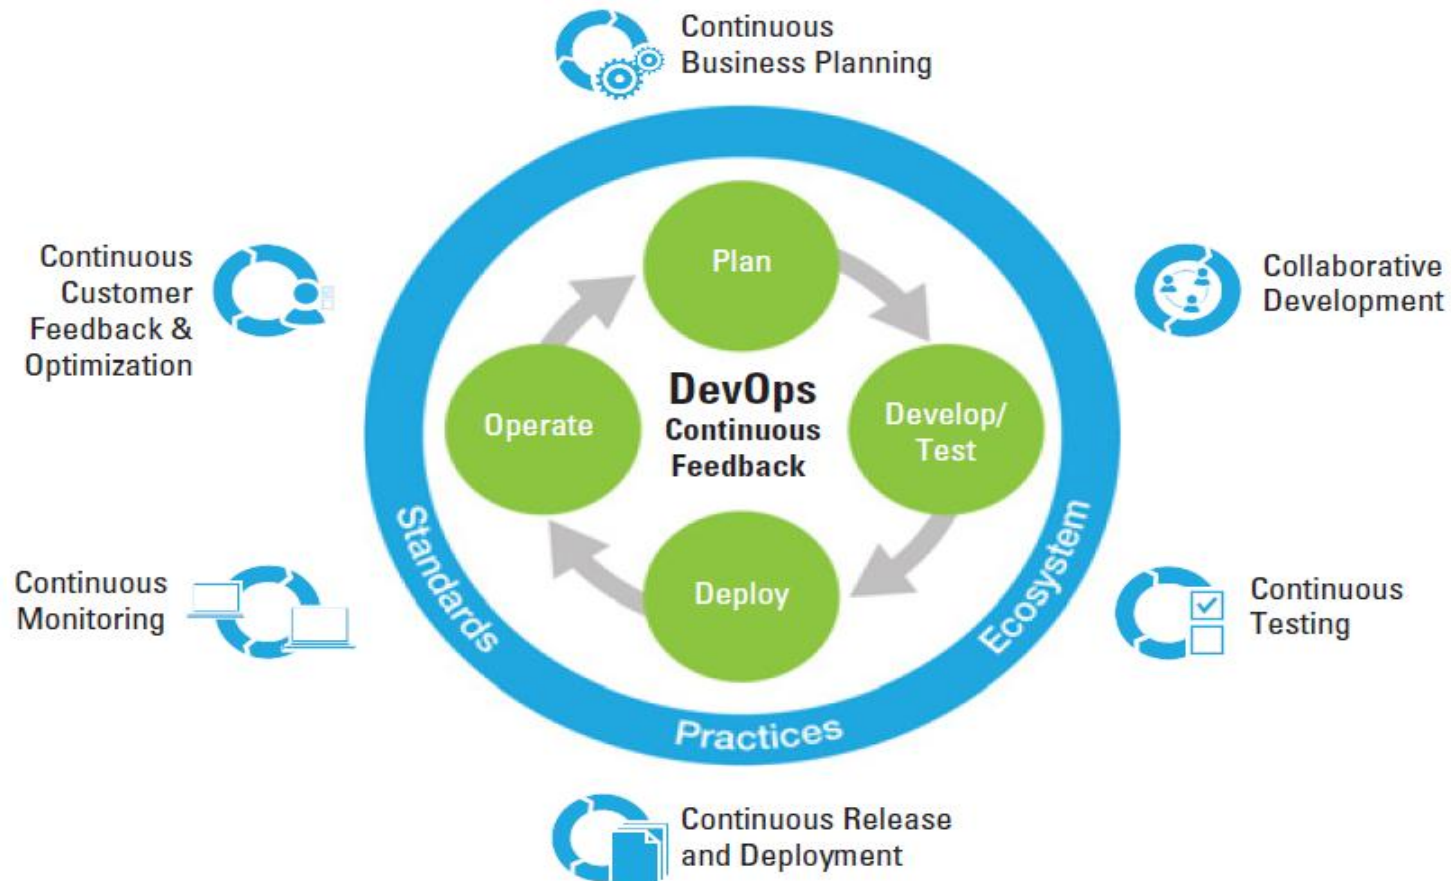 Continuous
Business Planning
Continuous
Customer
Feedback &
Optimization
Collaborative
Development
Plan
DevOps
Continuous
Feedback
Operate
Develop/
Test
Deploy
Standards
Practices
Ecosystem
Continuous
Monitoring
Continuous
Testing
Continuous Release
and Deployment